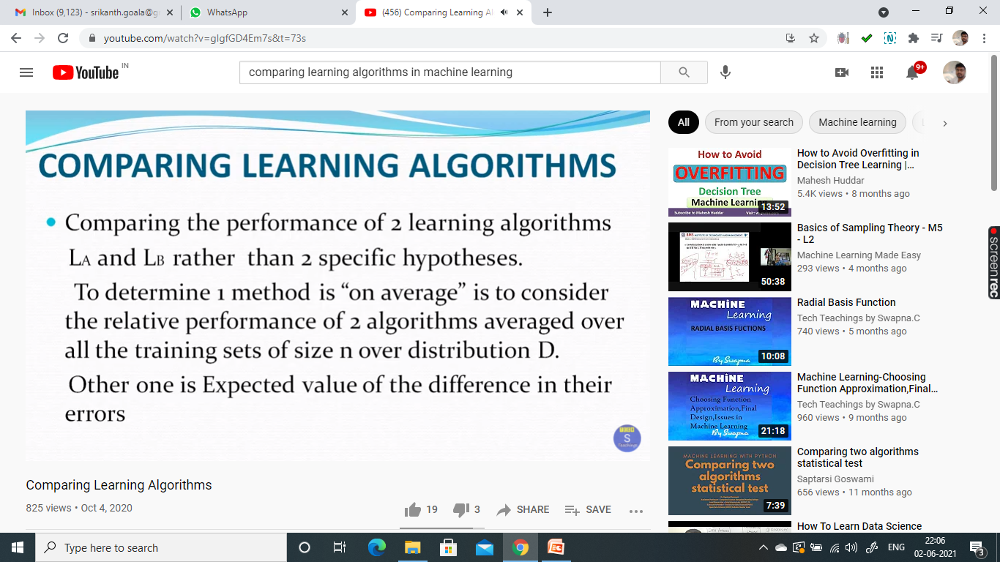 Inbox (9,123) - srikanth.goala@g
WhatsApp
(456) Comparing Learning Al
youtube.com/watch?v=gIgfGD4Em7s&t=73s
YouTube IN
comparing learning algorithms in machine learning
9+
COMPARING LEARNING ALGORITHMS
Comparing the performance of 2 learning algorithms
LA and LB rather than 2 specific hypotheses.
To determine 1 method is “on average” is to consider
the relative performance of 2 algorithms averaged over
all the training sets of size n over distribution D.
Other one is Expected value of the difference in their
errors
TECH
S
Teachings
Comparing Learning Algorithms
825 views • Oct 4, 2020
19
3
SHARE
SAVE
All
From your search
Machine learning
How to Avoid
OVERFITTING
Decision Tree
Machine Learning
Subscribe to Mahesh Huddar
13:52
How to Avoid Overfitting in
Decision Tree Learning |...
Mahesh Huddar
5.4K views • 8 months ago
50:38
Basics of Sampling Theory - M5
- L2
Machine Learning Made Easy
293 views • 4 months ago
MACHiNE
Learning
RADIAL BASIS FUCTIONS
By Swapna
10:08
Radial Basis Function
Tech Teachings by Swapna.C
740 views • 5 months ago
MACHiNE
Learning
Choosing Function
Approximation,Final
Design,Issues in
Machine Learning
By Swapna
21:18
Machine Learning-Choosing
Function Approximation,Final...
Tech Teachings by Swapna.C
960 views • 9 months ago
MACHINE LEARNING WITH PYTHON
Comparing two
algorithms
statistical test
7:39
Comparing two algorithms
statistical test
Saptarsi Goswami
656 views • 11 months ago
How To Learn Data Science
screenrec
Type here to search
ENG
22:06
02-06-2021
3